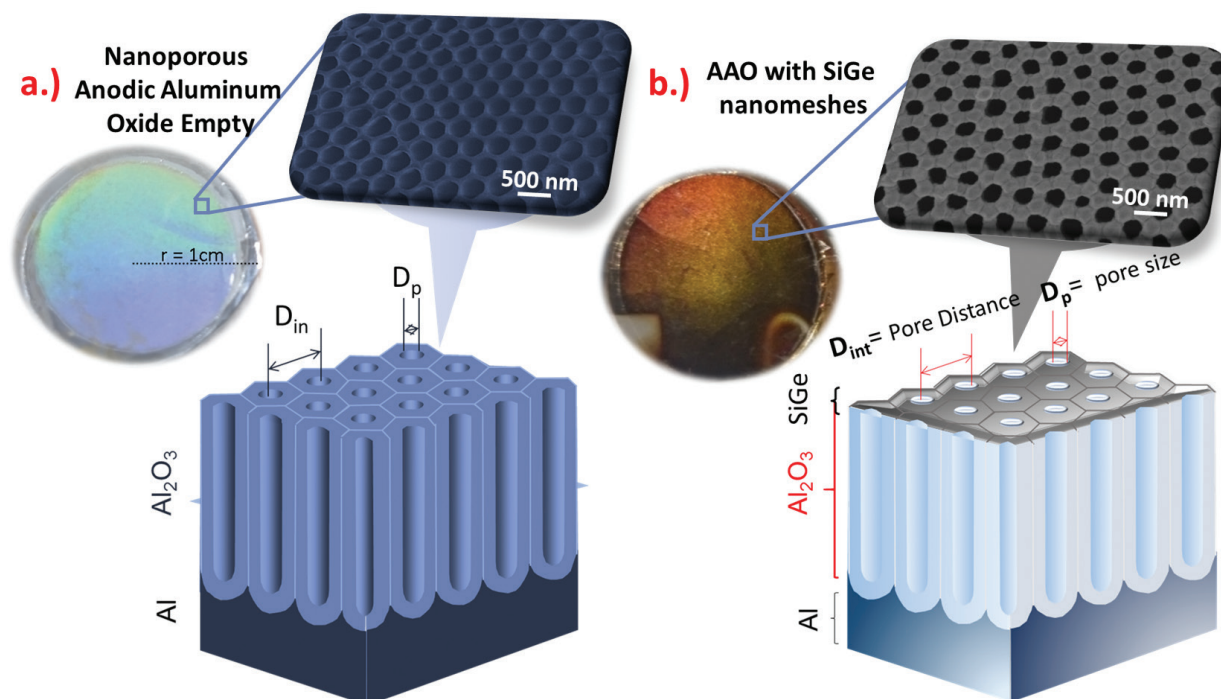 a.)
Nanoporous
Anodic Aluminum
Oxide Empty
500 nm
r = 1cm
D_in
D_p
Al₂O₃
Al
b.)
AAO with SiGe
nanomeshes
500 nm
D_int= Pore Distance
D_p= pore size
SiGe
Al₂O₃
Al